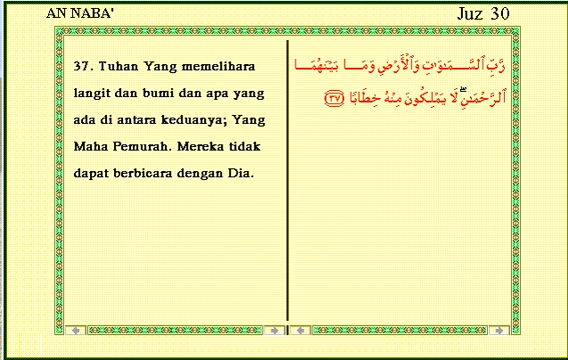 AN NABA'
Juz 30
37. Tuhan Yang memelihara
langit dan bumi dan apa yang
ada di antara keduanya; Yang
Maha Pemurah. Mereka tidak
dapat berbicara dengan Dia.
رَّبِّ ٱلسَّمَـٰوَٰتِ وَٱلْأَرْضِ وَمَا بَيْنَهُمَا
ٱلرَّحْمَـٰنِۖ لَا يَمْلِكُونَ مِنْهُ خِطَابًا ﴿٣٧﴾